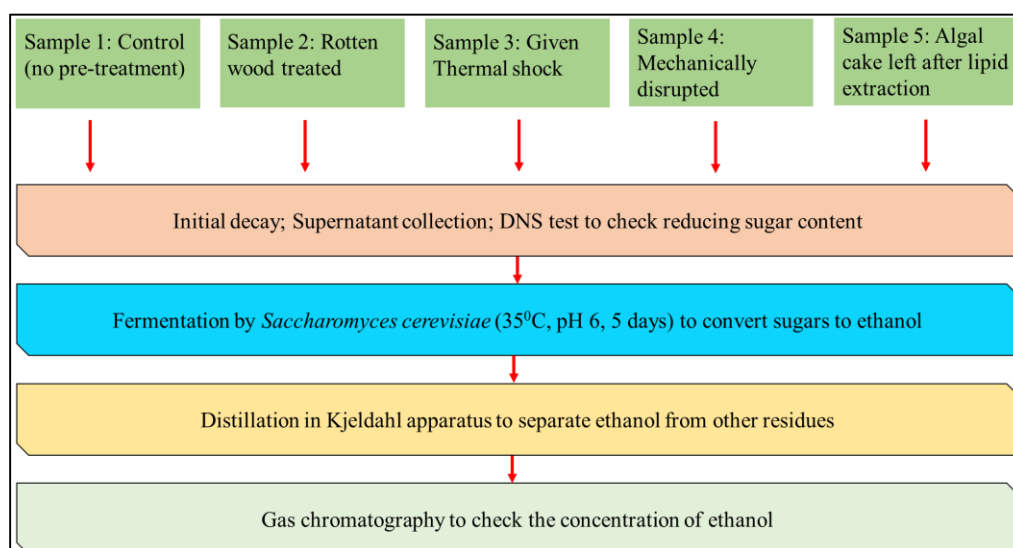 Sample 1: Control
(no pre-treatment)
Sample 2: Rotten
wood treated
Sample 3: Given
Thermal shock
Sample 4:
Mechanically
disrupted
Sample 5: Algal
cake left after lipid
extraction
Initial decay; Supernatant collection; DNS test to check reducing sugar content
Fermentation by Saccharomyces cerevisiae (35⁰C, pH 6, 5 days) to convert sugars to ethanol
Distillation in Kjeldahl apparatus to separate ethanol from other residues
Gas chromatography to check the concentration of ethanol